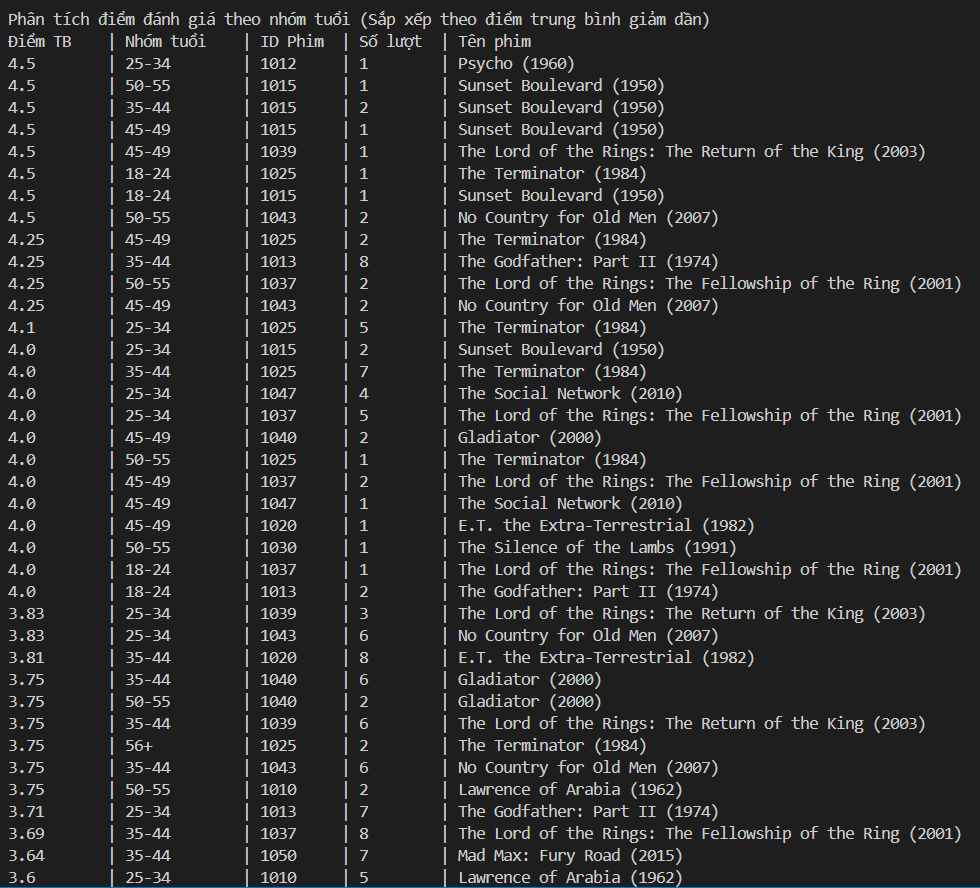 Phân tích điểm đánh giá theo nhóm tuổi (Sắp xếp theo điểm trung bình giảm dần)
Điểm TB | Nhóm tuổi | ID Phim | Số lượt | Tên phim
4.5 | 25-34 | 1012 | 1 | Psycho (1960)
4.5 | 50-55 | 1015 | 1 | Sunset Boulevard (1950)
4.5 | 35-44 | 1015 | 2 | Sunset Boulevard (1950)
4.5 | 45-49 | 1015 | 1 | Sunset Boulevard (1950)
4.5 | 45-49 | 1039 | 1 | The Lord of the Rings: The Return of the King (2003)
4.5 | 18-24 | 1025 | 1 | The Terminator (1984)
4.5 | 18-24 | 1015 | 1 | Sunset Boulevard (1950)
4.5 | 50-55 | 1043 | 2 | No Country for Old Men (2007)
4.25 | 45-49 | 1025 | 2 | The Terminator (1984)
4.25 | 35-44 | 1013 | 8 | The Godfather: Part II (1974)
4.25 | 50-55 | 1037 | 2 | The Lord of the Rings: The Fellowship of the Ring (2001)
4.25 | 45-49 | 1043 | 2 | No Country for Old Men (2007)
4.1 | 25-34 | 1025 | 5 | The Terminator (1984)
4.0 | 25-34 | 1015 | 2 | Sunset Boulevard (1950)
4.0 | 35-44 | 1025 | 7 | The Terminator (1984)
4.0 | 25-34 | 1047 | 4 | The Social Network (2010)
4.0 | 25-34 | 1037 | 5 | The Lord of the Rings: The Fellowship of the Ring (2001)
4.0 | 45-49 | 1040 | 2 | Gladiator (2000)
4.0 | 50-55 | 1025 | 1 | The Terminator (1984)
4.0 | 45-49 | 1037 | 2 | The Lord of the Rings: The Fellowship of the Ring (2001)
4.0 | 45-49 | 1047 | 1 | The Social Network (2010)
4.0 | 45-49 | 1020 | 1 | E.T. the Extra-Terrestrial (1982)
4.0 | 50-55 | 1030 | 1 | The Silence of the Lambs (1991)
4.0 | 18-24 | 1037 | 1 | The Lord of the Rings: The Fellowship of the Ring (2001)
4.0 | 18-24 | 1013 | 2 | The Godfather: Part II (1974)
3.83 | 25-34 | 1039 | 3 | The Lord of the Rings: The Return of the King (2003)
3.83 | 25-34 | 1043 | 6 | No Country for Old Men (2007)
3.81 | 35-44 | 1020 | 8 | E.T. the Extra-Terrestrial (1982)
3.75 | 35-44 | 1040 | 6 | Gladiator (2000)
3.75 | 50-55 | 1040 | 2 | Gladiator (2000)
3.75 | 35-44 | 1039 | 6 | The Lord of the Rings: The Return of the King (2003)
3.75 | 56+ | 1025 | 2 | The Terminator (1984)
3.75 | 35-44 | 1043 | 6 | No Country for Old Men (2007)
3.75 | 50-55 | 1010 | 2 | Lawrence of Arabia (1962)
3.71 | 25-34 | 1013 | 7 | The Godfather: Part II (1974)
3.69 | 35-44 | 1037 | 8 | The Lord of the Rings: The Fellowship of the Ring (2001)
3.64 | 35-44 | 1050 | 7 | Mad Max: Fury Road (2015)
3.6 | 25-34 | 1010 | 5 | Lawrence of Arabia (1962)